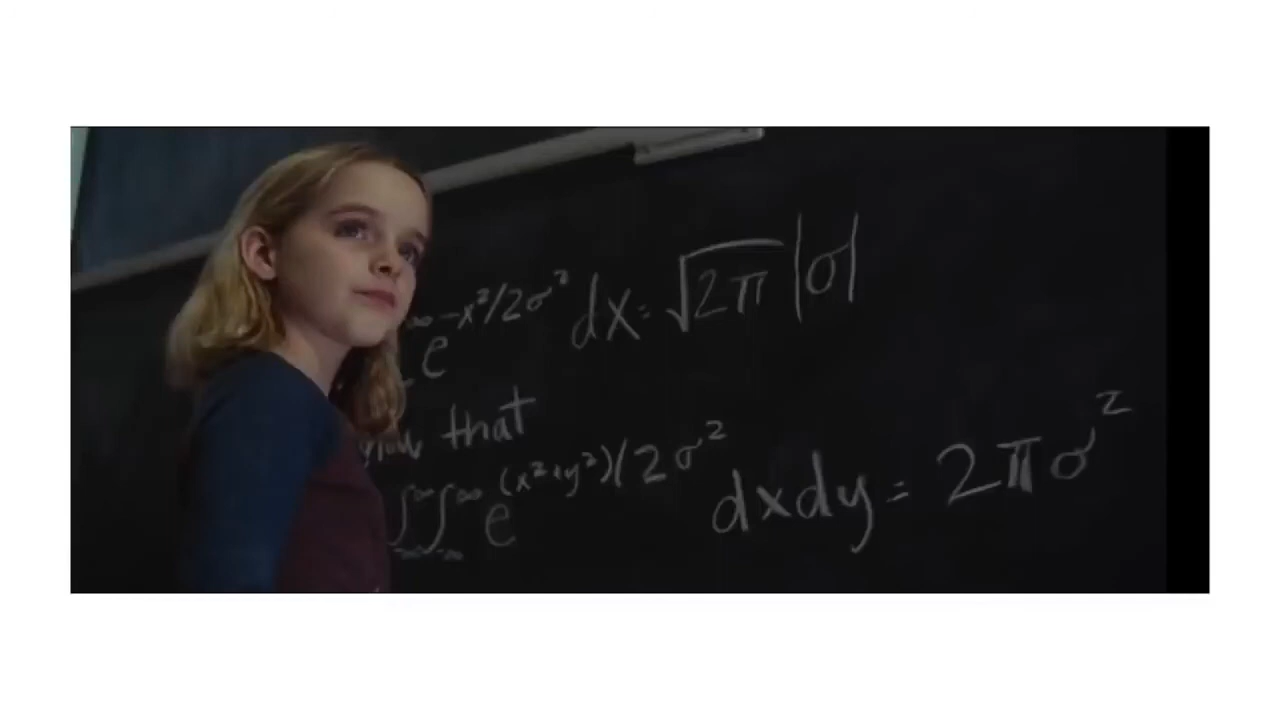 ∞ e^-x²/2σ² dx = √2π |σ|
that
∫_-∞^∞ ∫_-∞^∞ e^(x²+y²)/2σ² dxdy = 2πσ²